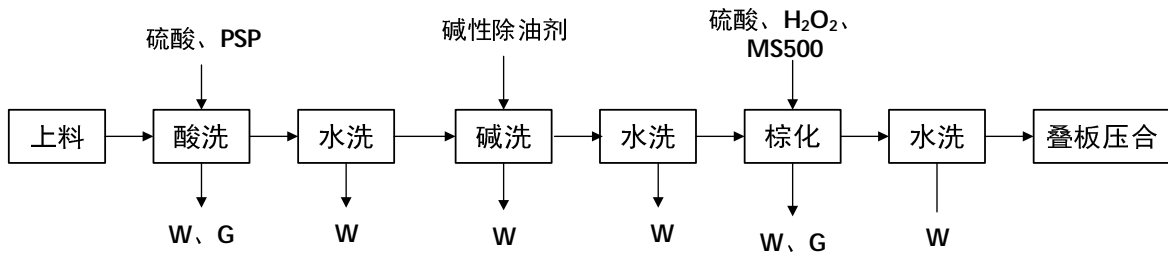 硫酸、PSP
碱性除油剂
硫酸、H₂O₂、
MS500
上料
酸洗
水洗
碱洗
水洗
棕化
水洗
叠板压合
W、G
W
W
W
W、G
W